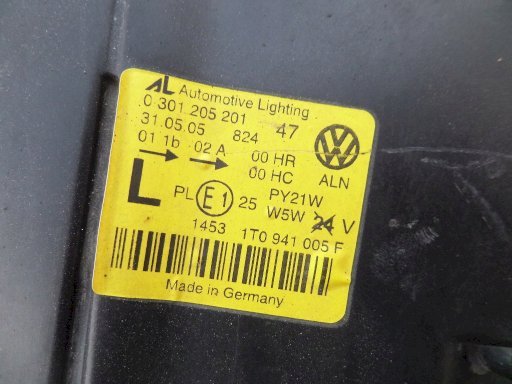 AL Automotive Lighting
0 301 205 201 47
31.05.05 824
01 1b 02 A 00 HR
00 HC ALN
L PL E1 25 PY21W
W5W 24 V
1453 1T0 941 005 F
Made in Germany
VW